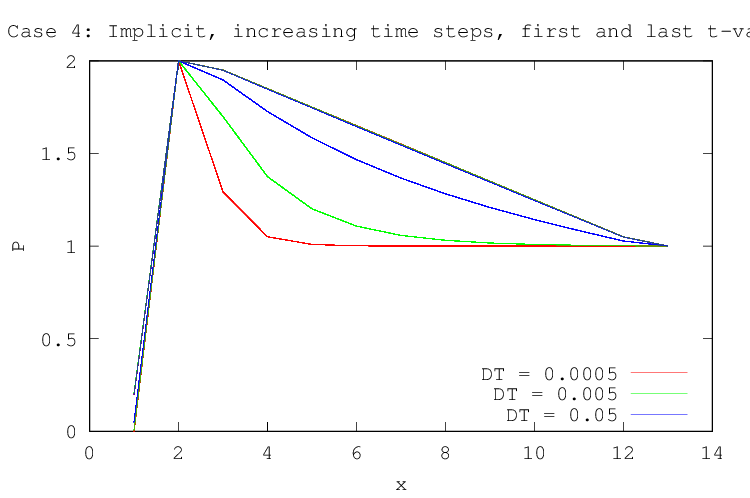 Case 4: Implicit, increasing time steps, first and last t-va
2
1.5
P
1
0.5
0
DT = 0.0005
DT = 0.005
DT = 0.05
0 2 4 6 8 10 12 14
x